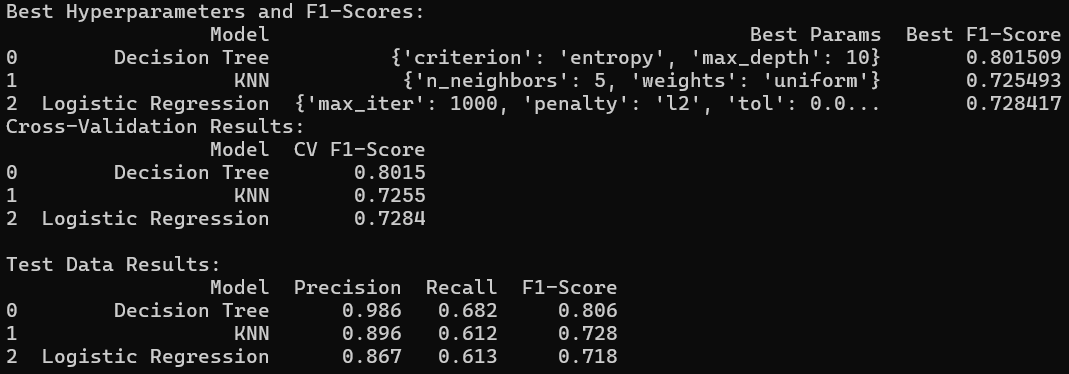 Best Hyperparameters and F1-Scores:
Model Best Params Best F1-Score
0 Decision Tree {'criterion': 'entropy', 'max_depth': 10} 0.801509
1 KNN {'n_neighbors': 5, 'weights': 'uniform'} 0.725493
2 Logistic Regression {'max_iter': 1000, 'penalty': 'l2', 'tol': 0.0... 0.728417
Cross-Validation Results:
Model CV F1-Score
0 Decision Tree 0.8015
1 KNN 0.7255
2 Logistic Regression 0.7284
Test Data Results:
Model Precision Recall F1-Score
0 Decision Tree 0.986 0.682 0.806
1 KNN 0.896 0.612 0.728
2 Logistic Regression 0.867 0.613 0.718